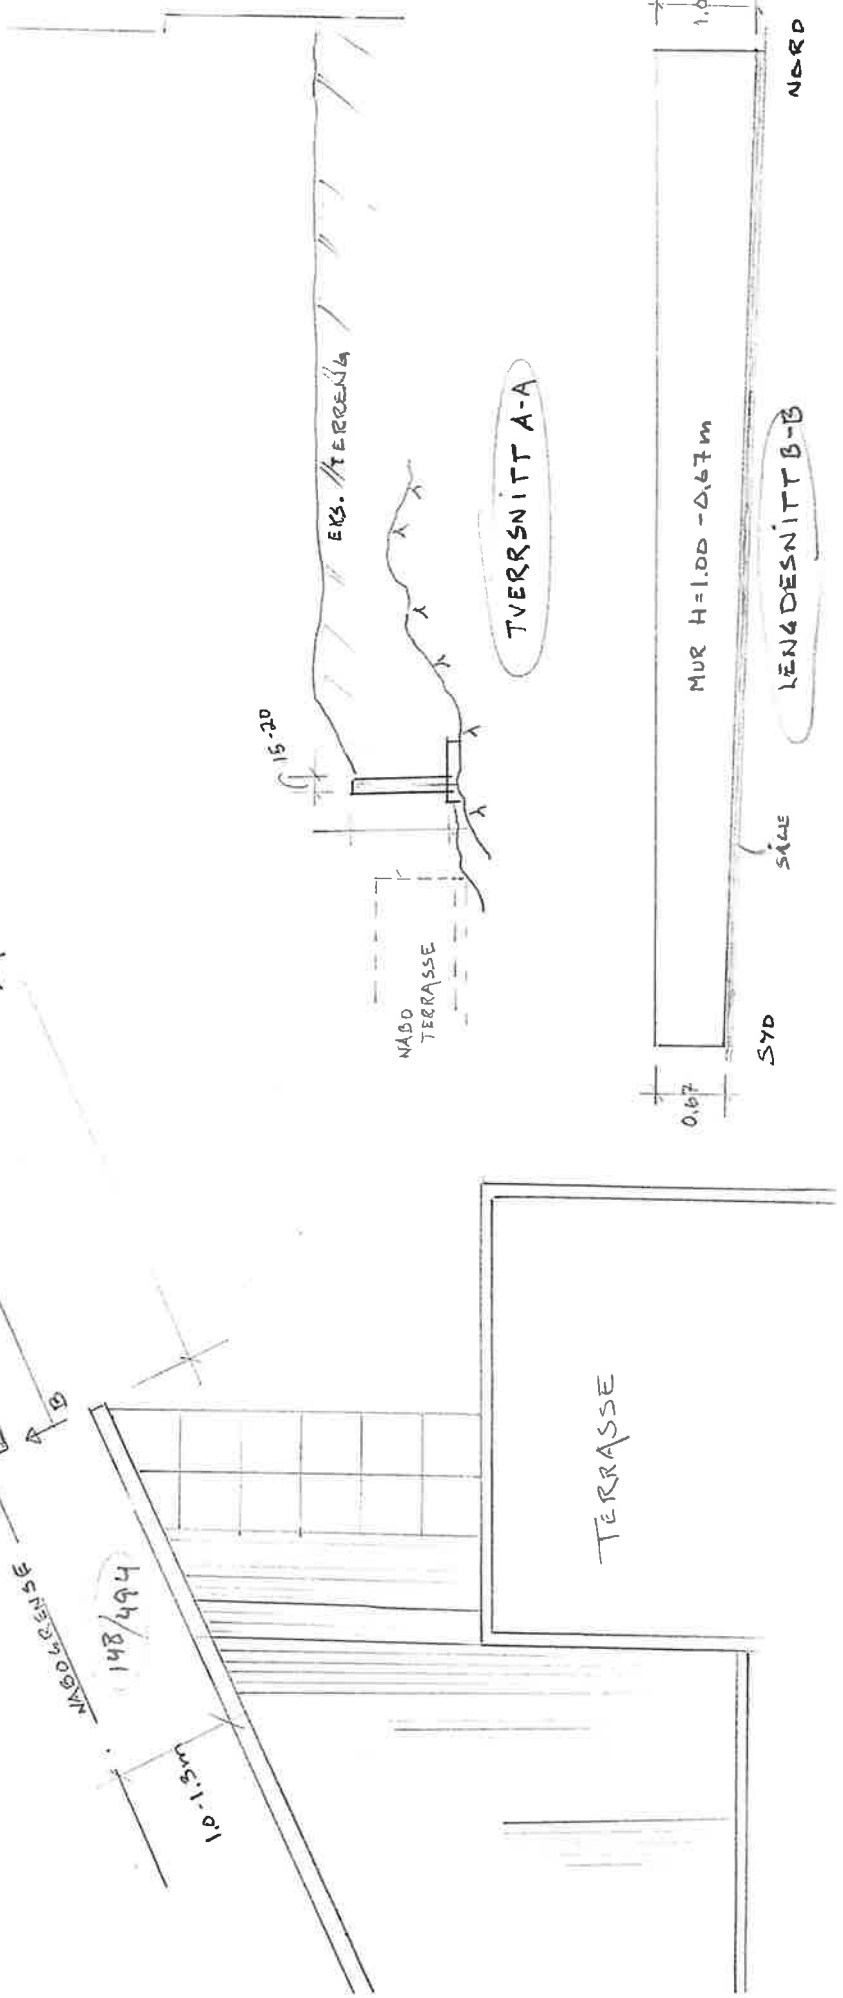 NABOGRENSE
148/494
1.0-1.3m
B
TERRASSE
15-20
EKS. TERRENG
NABO
TERRASSE
TVERRSNITT A-A
0.67
MUR H=1.00-0.67m
SÅLE
SYD
NORD
LENGDESNITT B-B